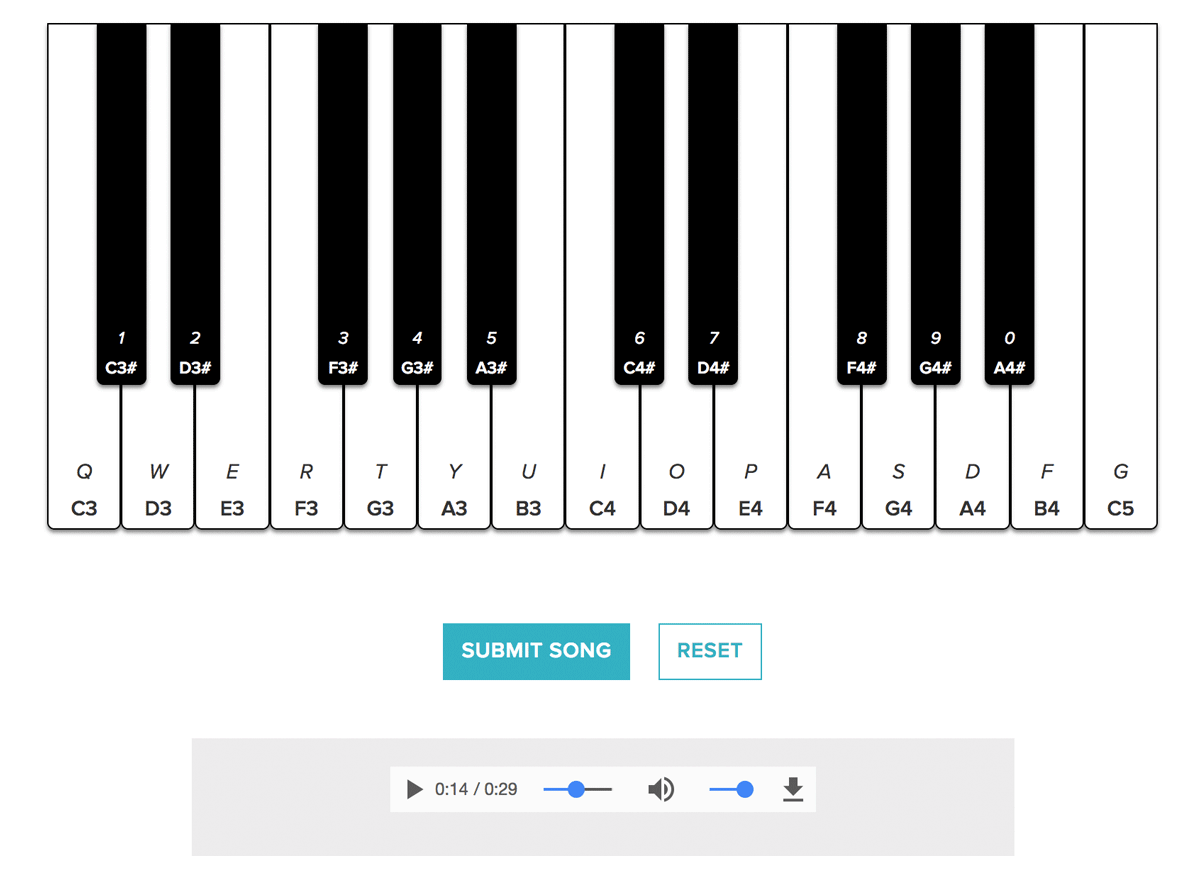 1 2 3 4 5 6 7 8 9 0
C3# D3# F3# G3# A3# C4# D4# F4# G4# A4#
Q W E R T Y U I O P A S D F G
C3 D3 E3 F3 G3 A3 B3 C4 D4 E4 F4 G4 A4 B4 C5
SUBMIT SONG RESET
0:14 / 0:29